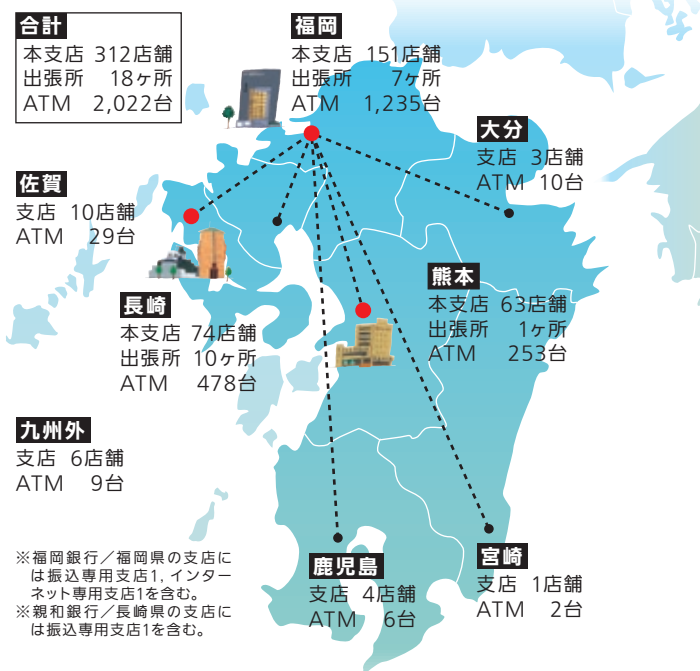 合計
本支店 312店舗
出張所 18ヶ所
ATM 2,022台
福岡
本支店 151店舗
出張所 7ヶ所
ATM 1,235台
大分
支店 3店舗
ATM 10台
佐賀
支店 10店舗
ATM 29台
長崎
本支店 74店舗
出張所 10ヶ所
ATM 478台
熊本
本支店 63店舗
出張所 1ヶ所
ATM 253台
九州外
支店 6店舗
ATM 9台
※福岡銀行／福岡県の支店に
は振込専用支店1, インター
ネット専用支店1を含む。
※親和銀行／長崎県の支店に
は振込専用支店1を含む。
鹿児島
支店 4店舗
ATM 6台
宮崎
支店 1店舗
ATM 2台